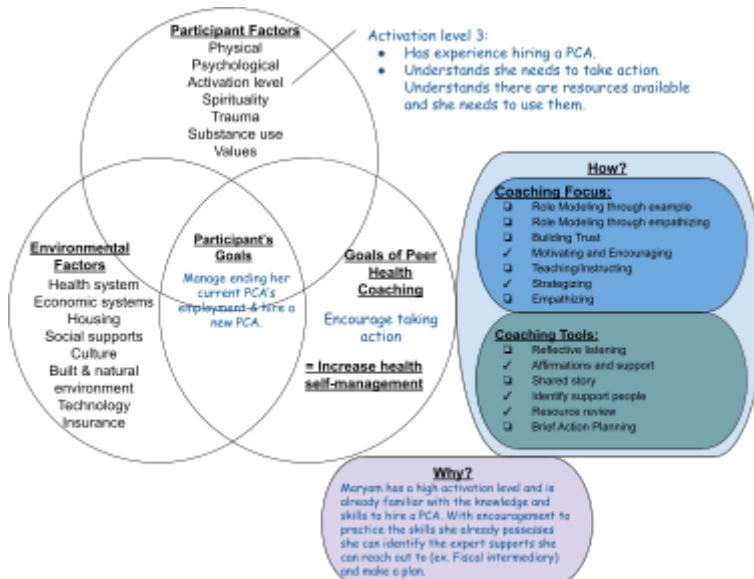 Participant Factors
Physical
Psychological
Activation level
Spirituality
Trauma
Substance use
Values
Activation level 3:
● Has experience hiring a PCA.
● Understands she needs to take action.
Understands there are resources available
and she needs to use them.
Environmental
Factors
Health system
Economic systems
Housing
Social supports
Culture
Built & natural
environment
Technology
Insurance
Participant's
Goals
Manage ending her
current PCA's
employment & hire a
new PCA.
Goals of Peer
Health
Coaching
Encourage taking
action
= Increase health
self-management
How?
Coaching Focus:
❏ Role Modeling through example
❏ Role Modeling through empathizing
❏ Building Trust
✓ Motivating and Encouraging
❏ Teaching/Instructing
✓ Strategizing
❏ Empathizing
Coaching Tools:
❏ Reflective listening
✓ Affirmations and support
❏ Shared story
✓ Identify support people
✓ Resource review
❏ Brief Action Planning
Why?
Maryam has a high activation level and is
already familiar with the knowledge and
skills to hire a PCA. With encouragement to
practice the skills she already possesses
she can identify the expert supports she
can reach out to (ex. Fiscal intermediary)
and make a plan.